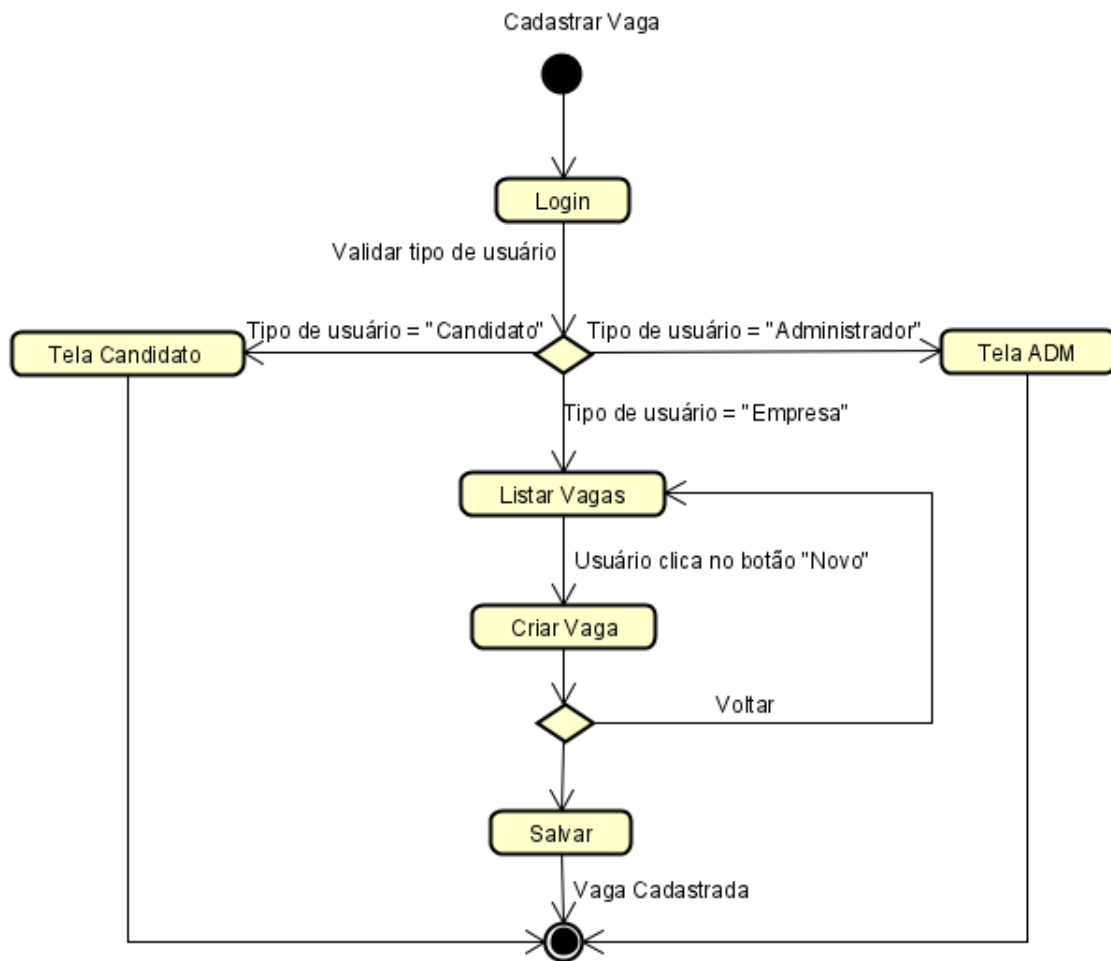 Cadastrar Vaga
Login
Validar tipo de usuário
Tipo de usuário = "Candidato"
Tipo de usuário = "Administrador"
Tela Candidato
Tela ADM
Tipo de usuário = "Empresa"
Listar Vagas
Usuário clica no botão "Novo"
Criar Vaga
Voltar
Salvar
Vaga Cadastrada